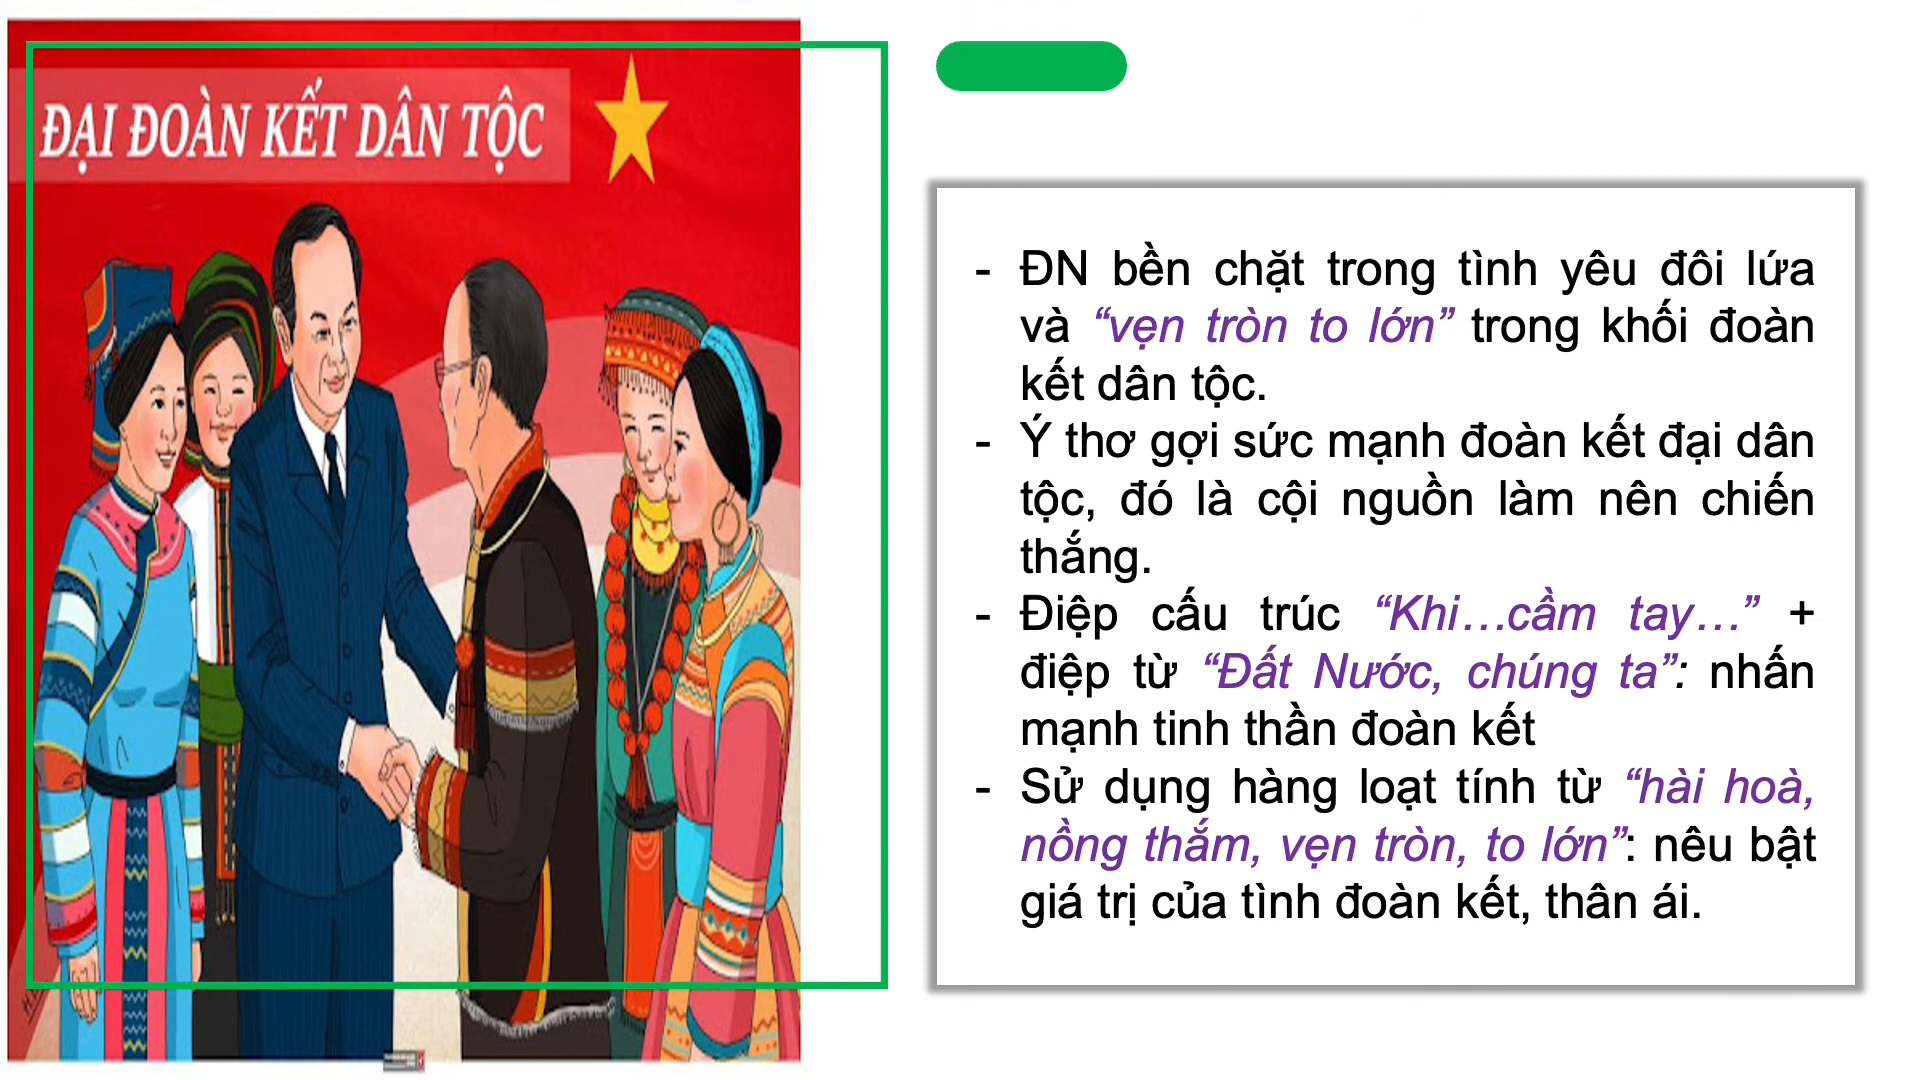 ĐẠI ĐOÀN KẾT DÂN TỘC
- ĐN bền chặt trong tình yêu đôi lứa
và “vẹn tròn to lớn” trong khối đoàn
kết dân tộc.
- Ý thơ gợi sức mạnh đoàn kết đại dân
tộc, đó là cội nguồn làm nên chiến
thắng.
- Điệp cấu trúc “Khi…cầm tay…” +
điệp từ “Đất Nước, chúng ta”: nhấn
mạnh tinh thần đoàn kết
- Sử dụng hàng loạt tính từ “hài hoà,
nồng thắm, vẹn tròn, to lớn”: nêu bật
giá trị của tình đoàn kết, thân ái.